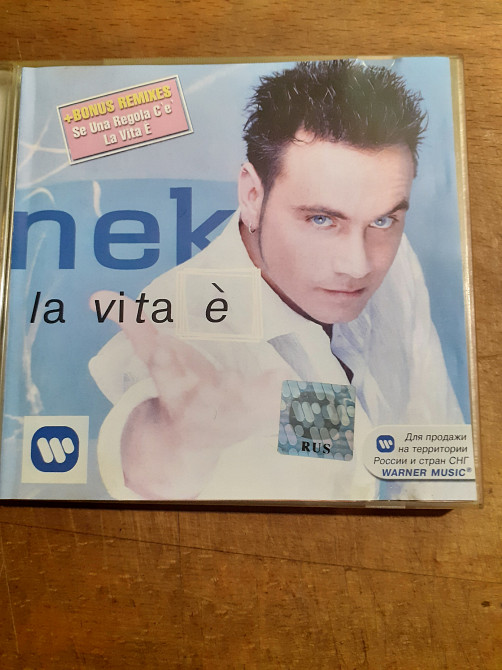 +BONUS REMIXES
Se Una Regola C'e'
La Vita È
nek
la vita è
RUS
Для продажи
на территории
России и стран СНГ
WARNER MUSIC®